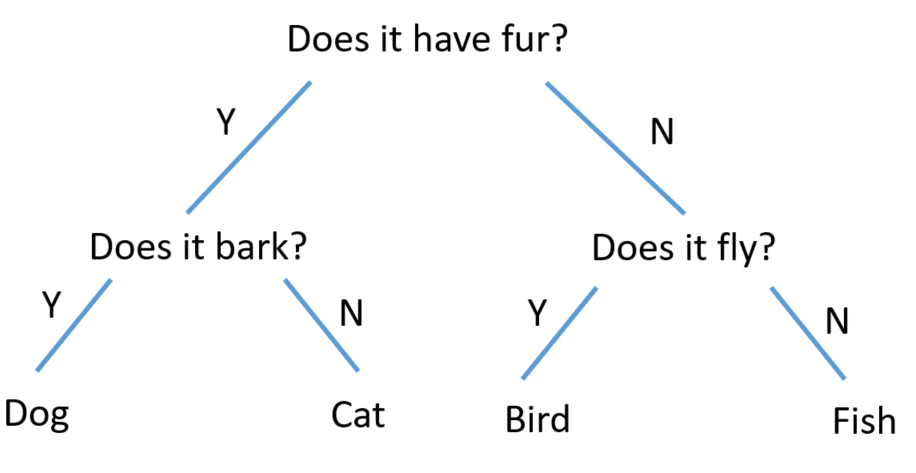 Does it have fur?
Y
N
Does it bark?
Does it fly?
Y
N
Y
N
Dog
Cat
Bird
Fish